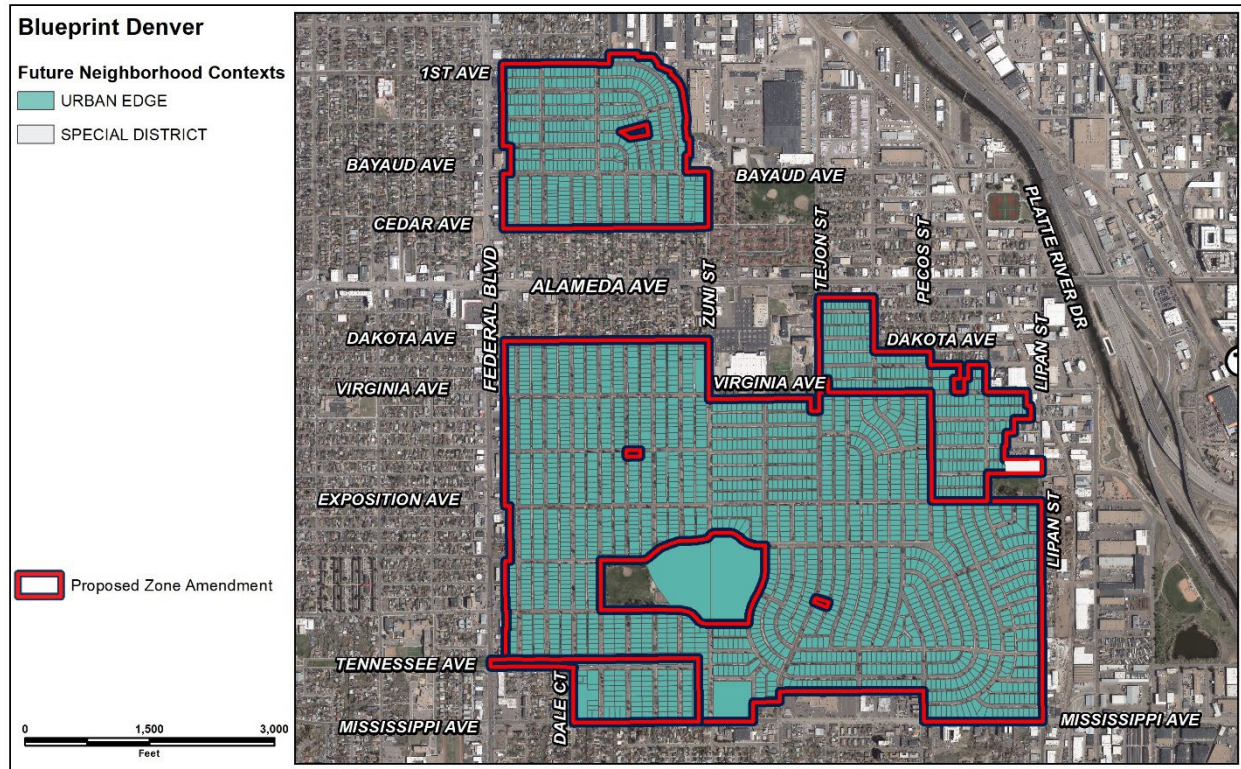 Blueprint Denver
Future Neighborhood Contexts
URBAN EDGE
SPECIAL DISTRICT
Proposed Zone Amendment
0 1,500 3,000
Feet
1ST AVE
BAYAUD AVE
BAYAUD AVE
CEDAR AVE
PLATTE RIVER DR
TEJON ST
PECOS ST
FEDERAL BLVD
ALAMEDA AVE
ZUNI ST
DAKOTA AVE
DAKOTA AVE
LIPAN ST
VIRGINIA AVE
VIRGINIA AVE
EXPOSITION AVE
LIPAN ST
TENNESSEE AVE
DALE CT
MISSISSIPPI AVE
MISSISSIPPI AVE